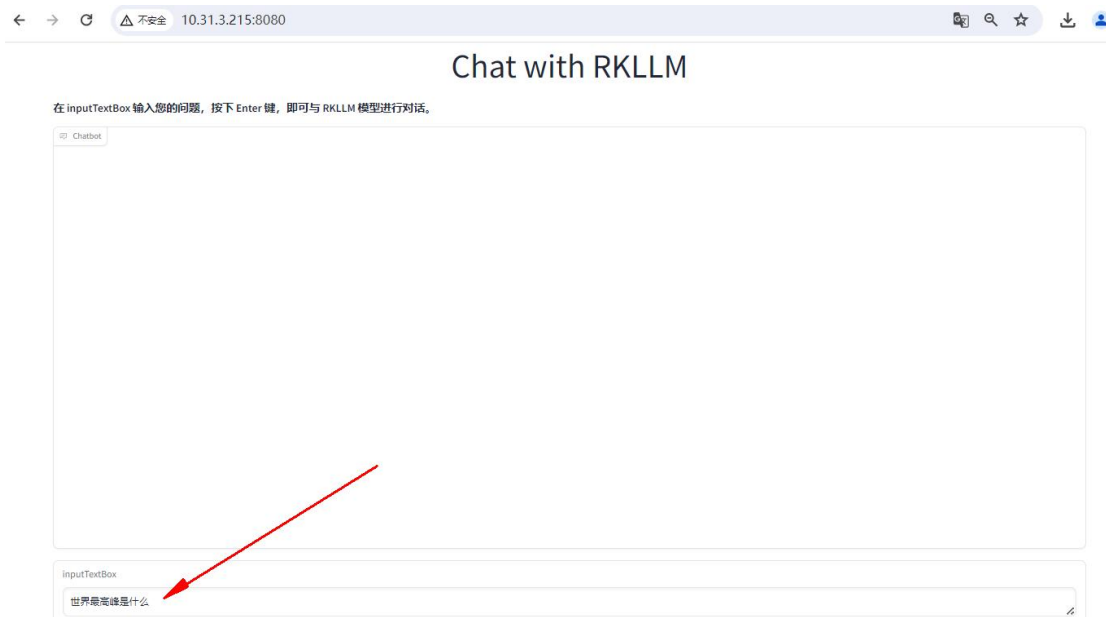 不安全 10.31.3.215:8080
Chat with RKLLM
在 inputTextBox 输入您的问题，按下 Enter 键，即可与 RKLLM 模型进行对话。
Chatbot
inputTextBox
世界最高峰是什么